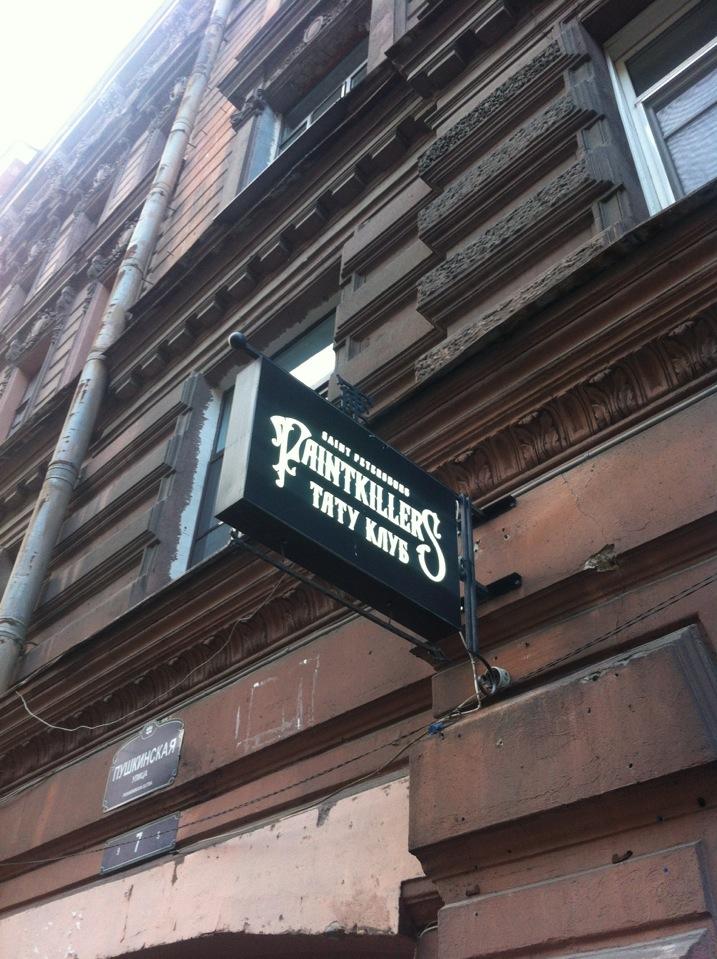 SAINT PETERSBURG
PAINTKILLERS
ТАТУ КЛУБ
ПУШКИНСКАЯ
УЛИЦА
7